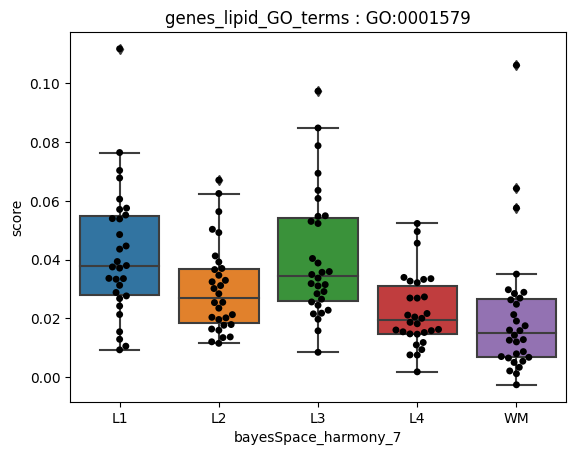 genes_lipid_GO_terms : GO:0001579
0.10
0.08
0.06
0.04
0.02
0.00
score
L1 L2 L3 L4 WM
bayesSpace_harmony_7